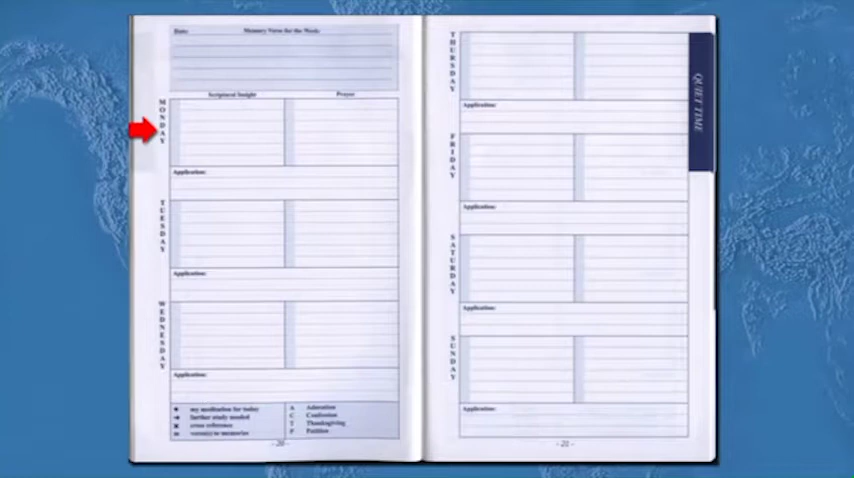 Date: Memory Verse for the Week
Scriptural Insight Prayer
MONDAY
Application:
TUESDAY
Application:
WEDNESDAY
Application:
my meditation for today
further study needed
cross reference
verse(s) to memorize
A Adoration
C Confession
T Thanksgiving
P Petition
- 20 -
THURSDAY
Application:
FRIDAY
Application:
SATURDAY
Application:
SUNDAY
Application:
- 21 -
QUIET TIME